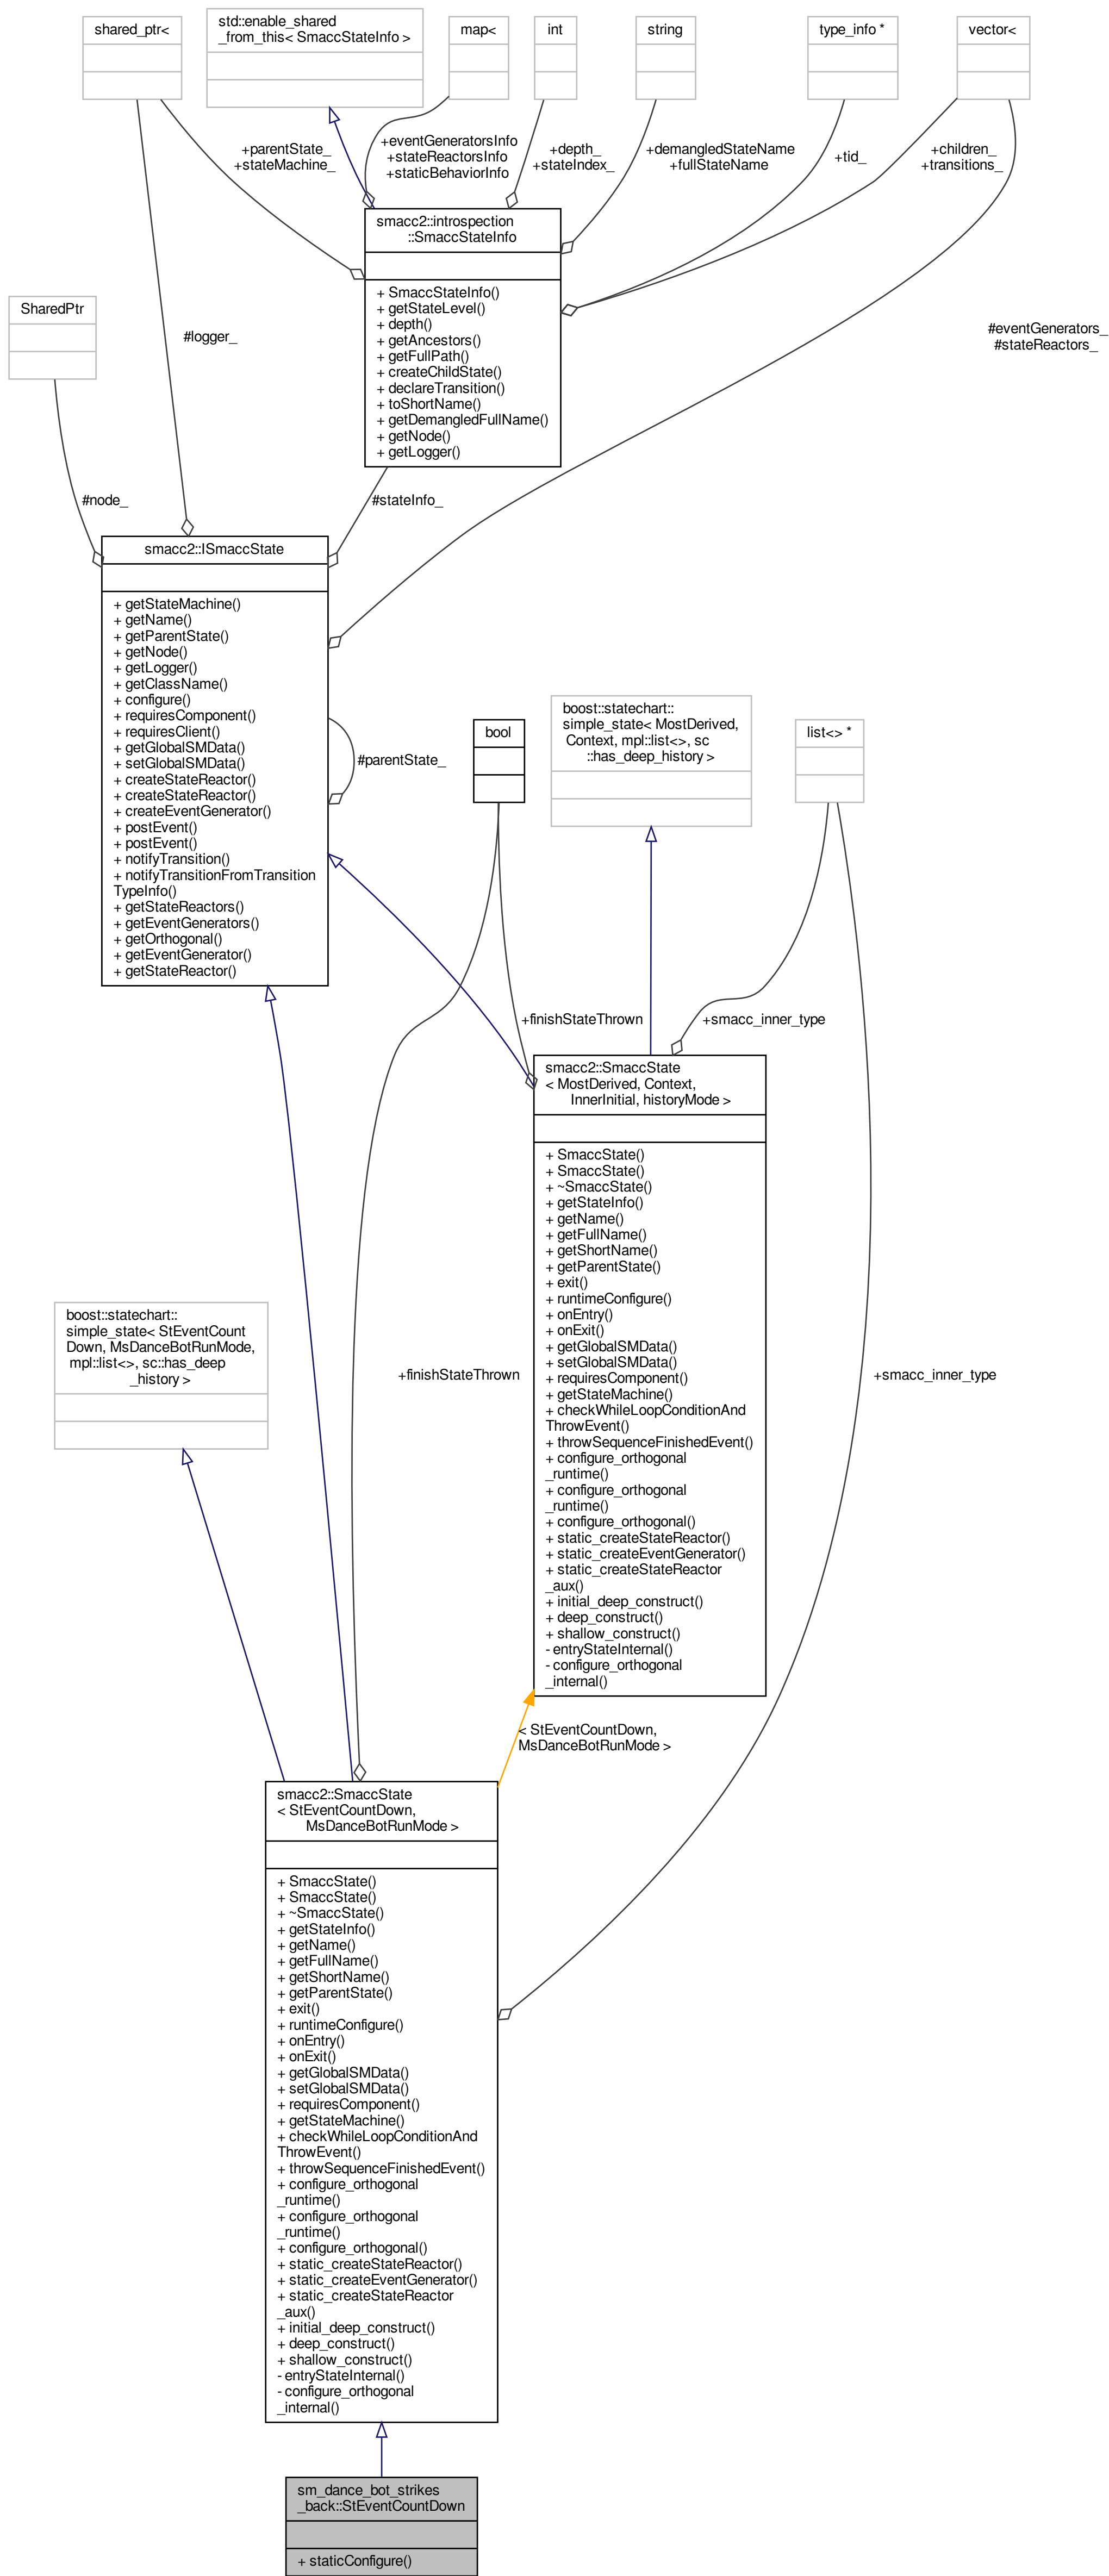 shared_ptr<
std::enable_shared
_from_this< SmaccStateInfo >
map<
int
string
type_info *
vector<
+parentState_
+stateMachine_
+eventGeneratorsInfo
+stateReactorsInfo
+staticBehaviorInfo
+depth_
+stateIndex_
+demangledStateName
+fullStateName
+tid_
+children_
+transitions_
smacc2::introspection
::SmaccStateInfo
+ SmaccStateInfo()
+ getStateLevel()
+ depth()
+ getAncestors()
+ getFullPath()
+ createChildState()
+ declareTransition()
+ toShortName()
+ getDemangledFullName()
+ getNode()
+ getLogger()
SharedPtr
#logger_
#eventGenerators_
#stateReactors_
#node_
#stateInfo_
smacc2::ISmaccState
+ getStateMachine()
+ getName()
+ getParentState()
+ getNode()
+ getLogger()
+ getClassName()
+ configure()
+ requiresComponent()
+ requiresClient()
+ getGlobalSMData()
+ setGlobalSMData()
+ createStateReactor()
+ createStateReactor()
+ createEventGenerator()
+ postEvent()
+ postEvent()
+ notifyTransition()
+ notifyTransitionFromTransition
TypeInfo()
+ getStateReactors()
+ getEventGenerators()
+ getOrthogonal()
+ getEventGenerator()
+ getStateReactor()
#parentState_
bool
boost::statechart::
simple_state< MostDerived,
Context, mpl::list<>, sc
::has_deep_history >
list<> *
+finishStateThrown
+smacc_inner_type
smacc2::SmaccState
< MostDerived, Context,
InnerInitial, historyMode >
+ SmaccState()
+ SmaccState()
+ ~SmaccState()
+ getStateInfo()
+ getName()
+ getFullName()
+ getShortName()
+ getParentState()
+ exit()
+ runtimeConfigure()
+ onEntry()
+ onExit()
+ getGlobalSMData()
+ setGlobalSMData()
+ requiresComponent()
+ getStateMachine()
+ checkWhileLoopConditionAnd
ThrowEvent()
+ throwSequenceFinishedEvent()
+ configure_orthogonal
_runtime()
+ configure_orthogonal
_runtime()
+ configure_orthogonal()
+ static_createStateReactor()
+ static_createEventGenerator()
+ static_createStateReactor
_aux()
+ initial_deep_construct()
+ deep_construct()
+ shallow_construct()
- entryStateInternal()
- configure_orthogonal
_internal()
boost::statechart::
simple_state< StEventCount
Down, MsDanceBotRunMode,
mpl::list<>, sc::has_deep
_history >
+finishStateThrown
+smacc_inner_type
< StEventCountDown,
MsDanceBotRunMode >
smacc2::SmaccState
< StEventCountDown,
MsDanceBotRunMode >
+ SmaccState()
+ SmaccState()
+ ~SmaccState()
+ getStateInfo()
+ getName()
+ getFullName()
+ getShortName()
+ getParentState()
+ exit()
+ runtimeConfigure()
+ onEntry()
+ onExit()
+ getGlobalSMData()
+ setGlobalSMData()
+ requiresComponent()
+ getStateMachine()
+ checkWhileLoopConditionAnd
ThrowEvent()
+ throwSequenceFinishedEvent()
+ configure_orthogonal
_runtime()
+ configure_orthogonal
_runtime()
+ configure_orthogonal()
+ static_createStateReactor()
+ static_createEventGenerator()
+ static_createStateReactor
_aux()
+ initial_deep_construct()
+ deep_construct()
+ shallow_construct()
- entryStateInternal()
- configure_orthogonal
_internal()
sm_dance_bot_strikes
_back::StEventCountDown
+ staticConfigure()